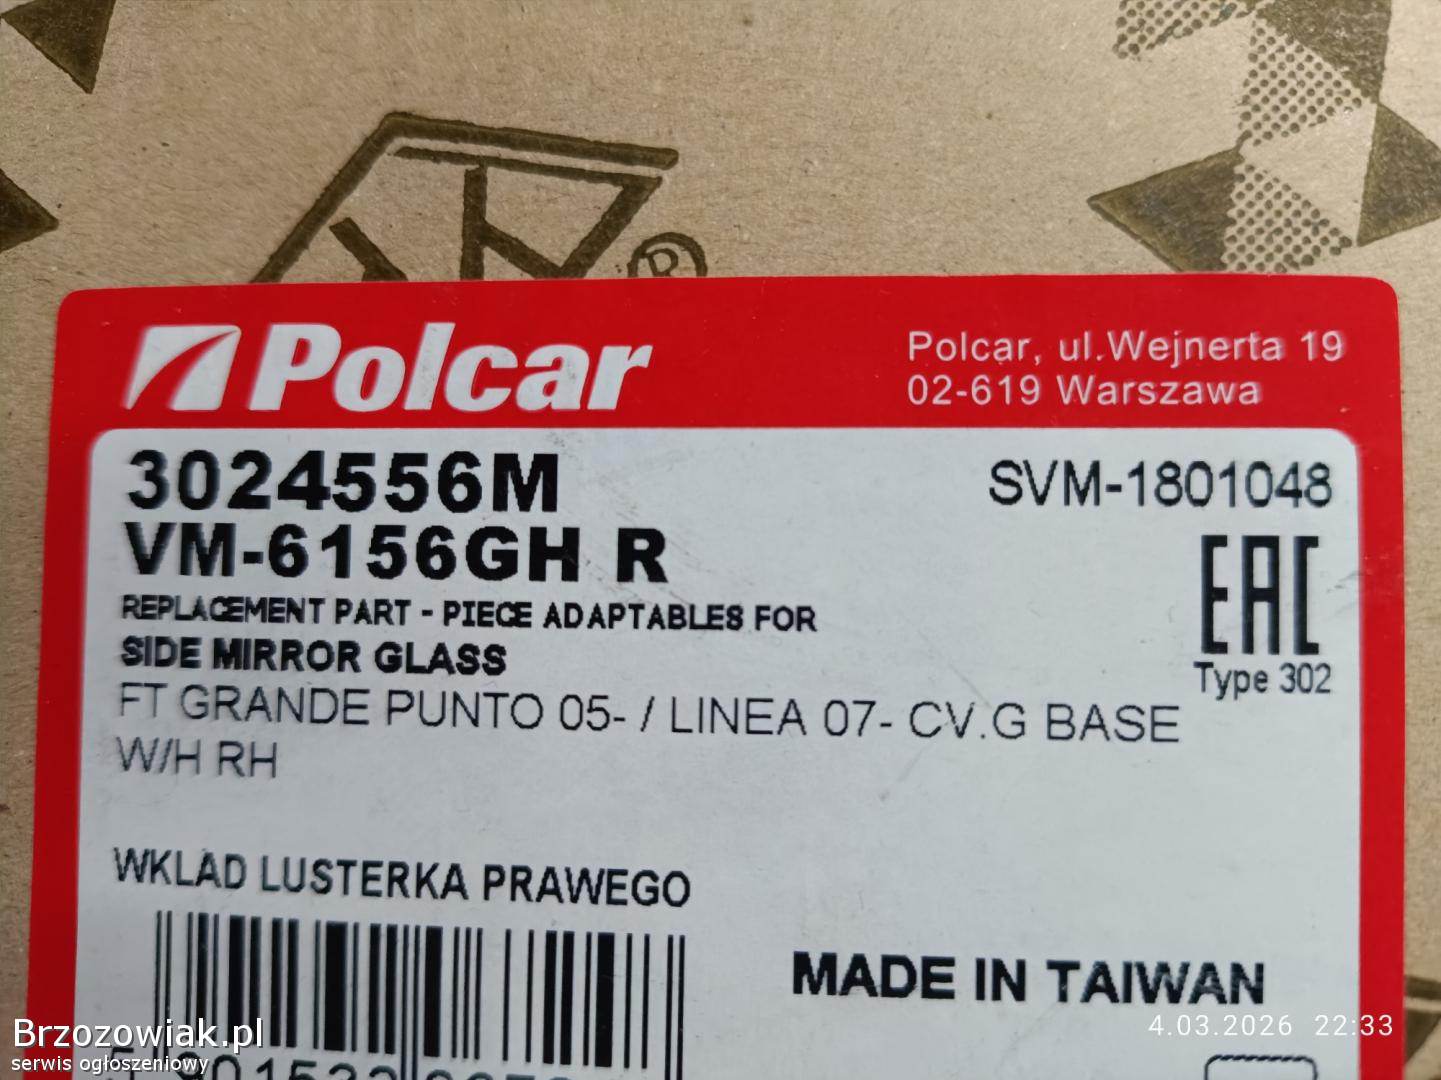 ®
Polcar
Polcar, ul.Wejnerta 19
02-619 Warszawa
3024556M
SVM-1801048
VM-6156GH R
EAC
REPLACEMENT PART - PIECE ADAPTABLES FOR
SIDE MIRROR GLASS
Type 302
FT GRANDE PUNTO 05- / LINEA 07- CV.G BASE
W/H RH
WKLAD LUSTERKA PRAWEGO
MADE IN TAIWAN
4.03.2026 22:33
Brzozowiak.pl
serwis ogłoszeniowy